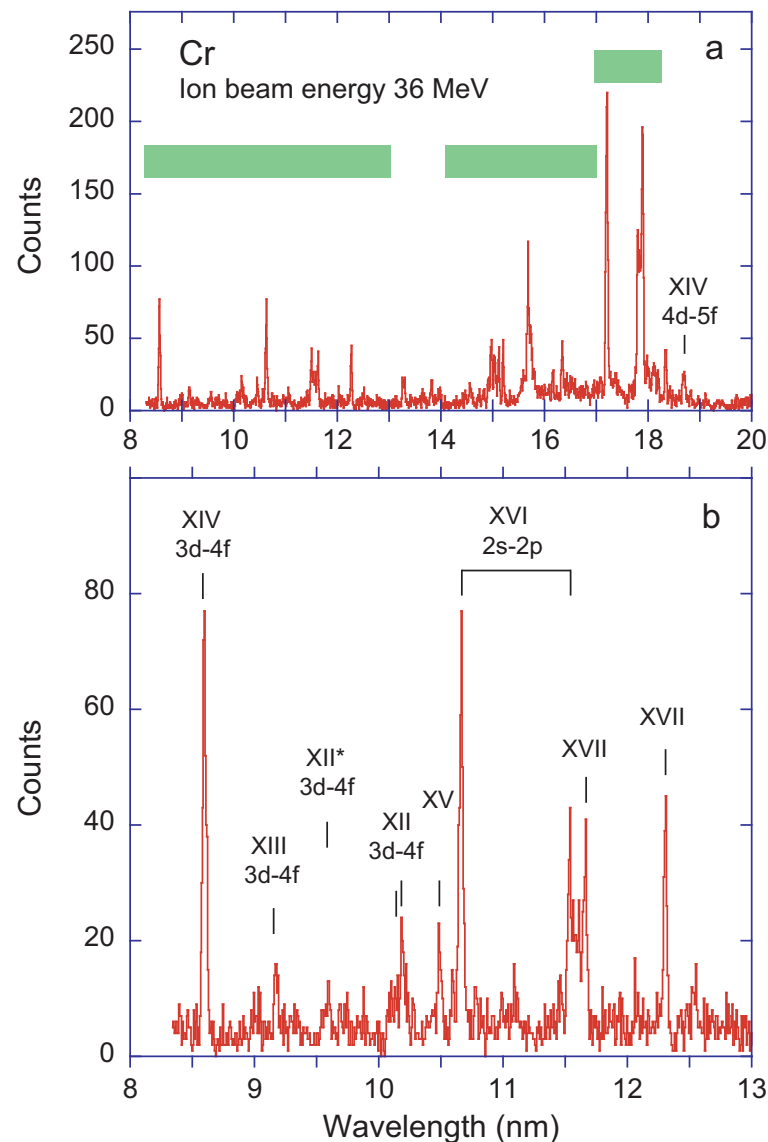 Cr
a
Ion beam energy 36 MeV
250
200
150
100
50
0
Counts
XIV
4d-5f
8
10
12
14
16
18
20
b
XIV
3d-4f
XVI
2s-2p
80
60
40
20
0
Counts
XII*
3d-4f
XVII
XVII
XV
XII
3d-4f
XIII
3d-4f
8
9
10
11
12
13
Wavelength (nm)